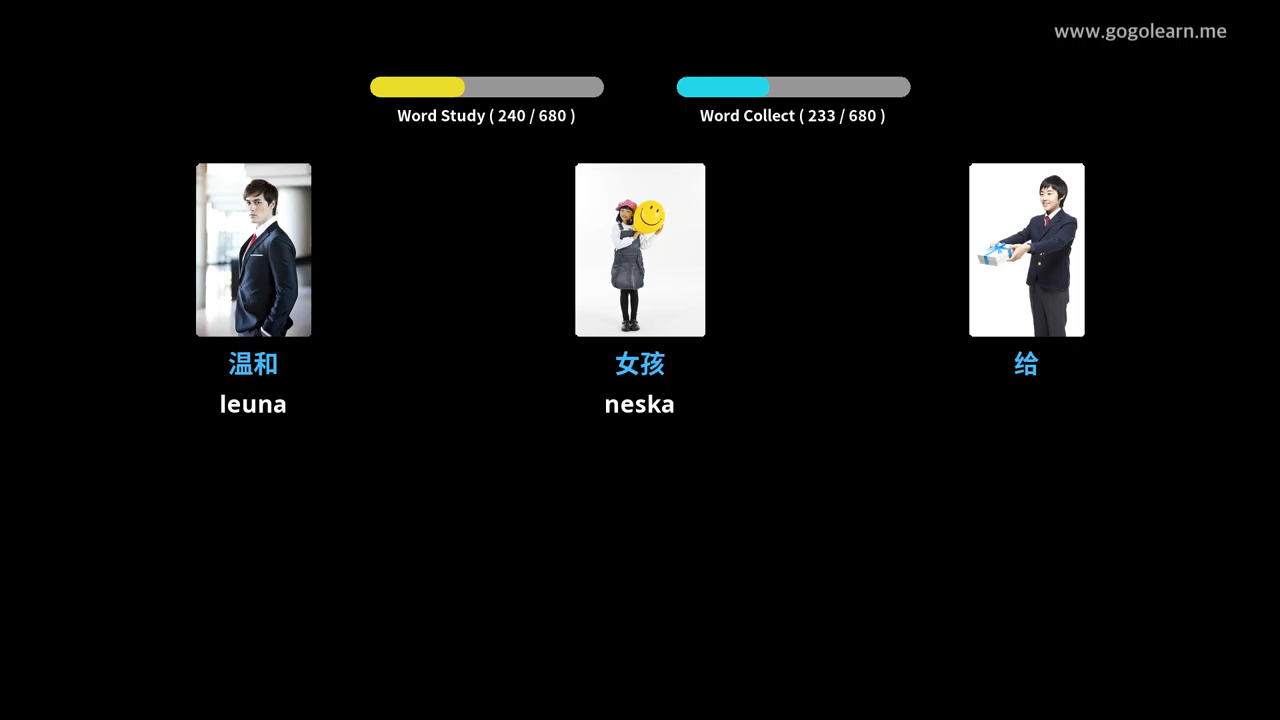 www.gogolearn.me
Word Study ( 240 / 680 )
Word Collect ( 233 / 680 )
温和
女孩
给
leuna
neska